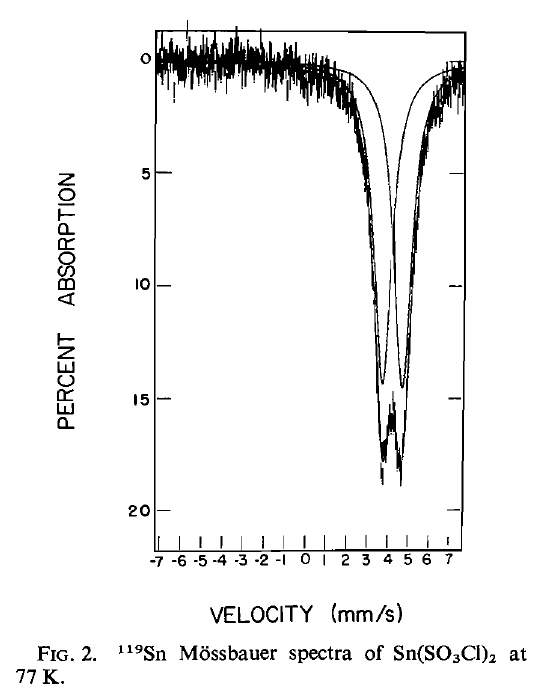 0
5
10
15
20
PERCENT ABSORPTION
-7 -6 -5 -4 -3 -2 -1 0 1 2 3 4 5 6 7
VELOCITY (mm/s)
FIG. 2. ¹¹⁹Sn Mössbauer spectra of Sn(SO₃Cl)₂ at
77 K.